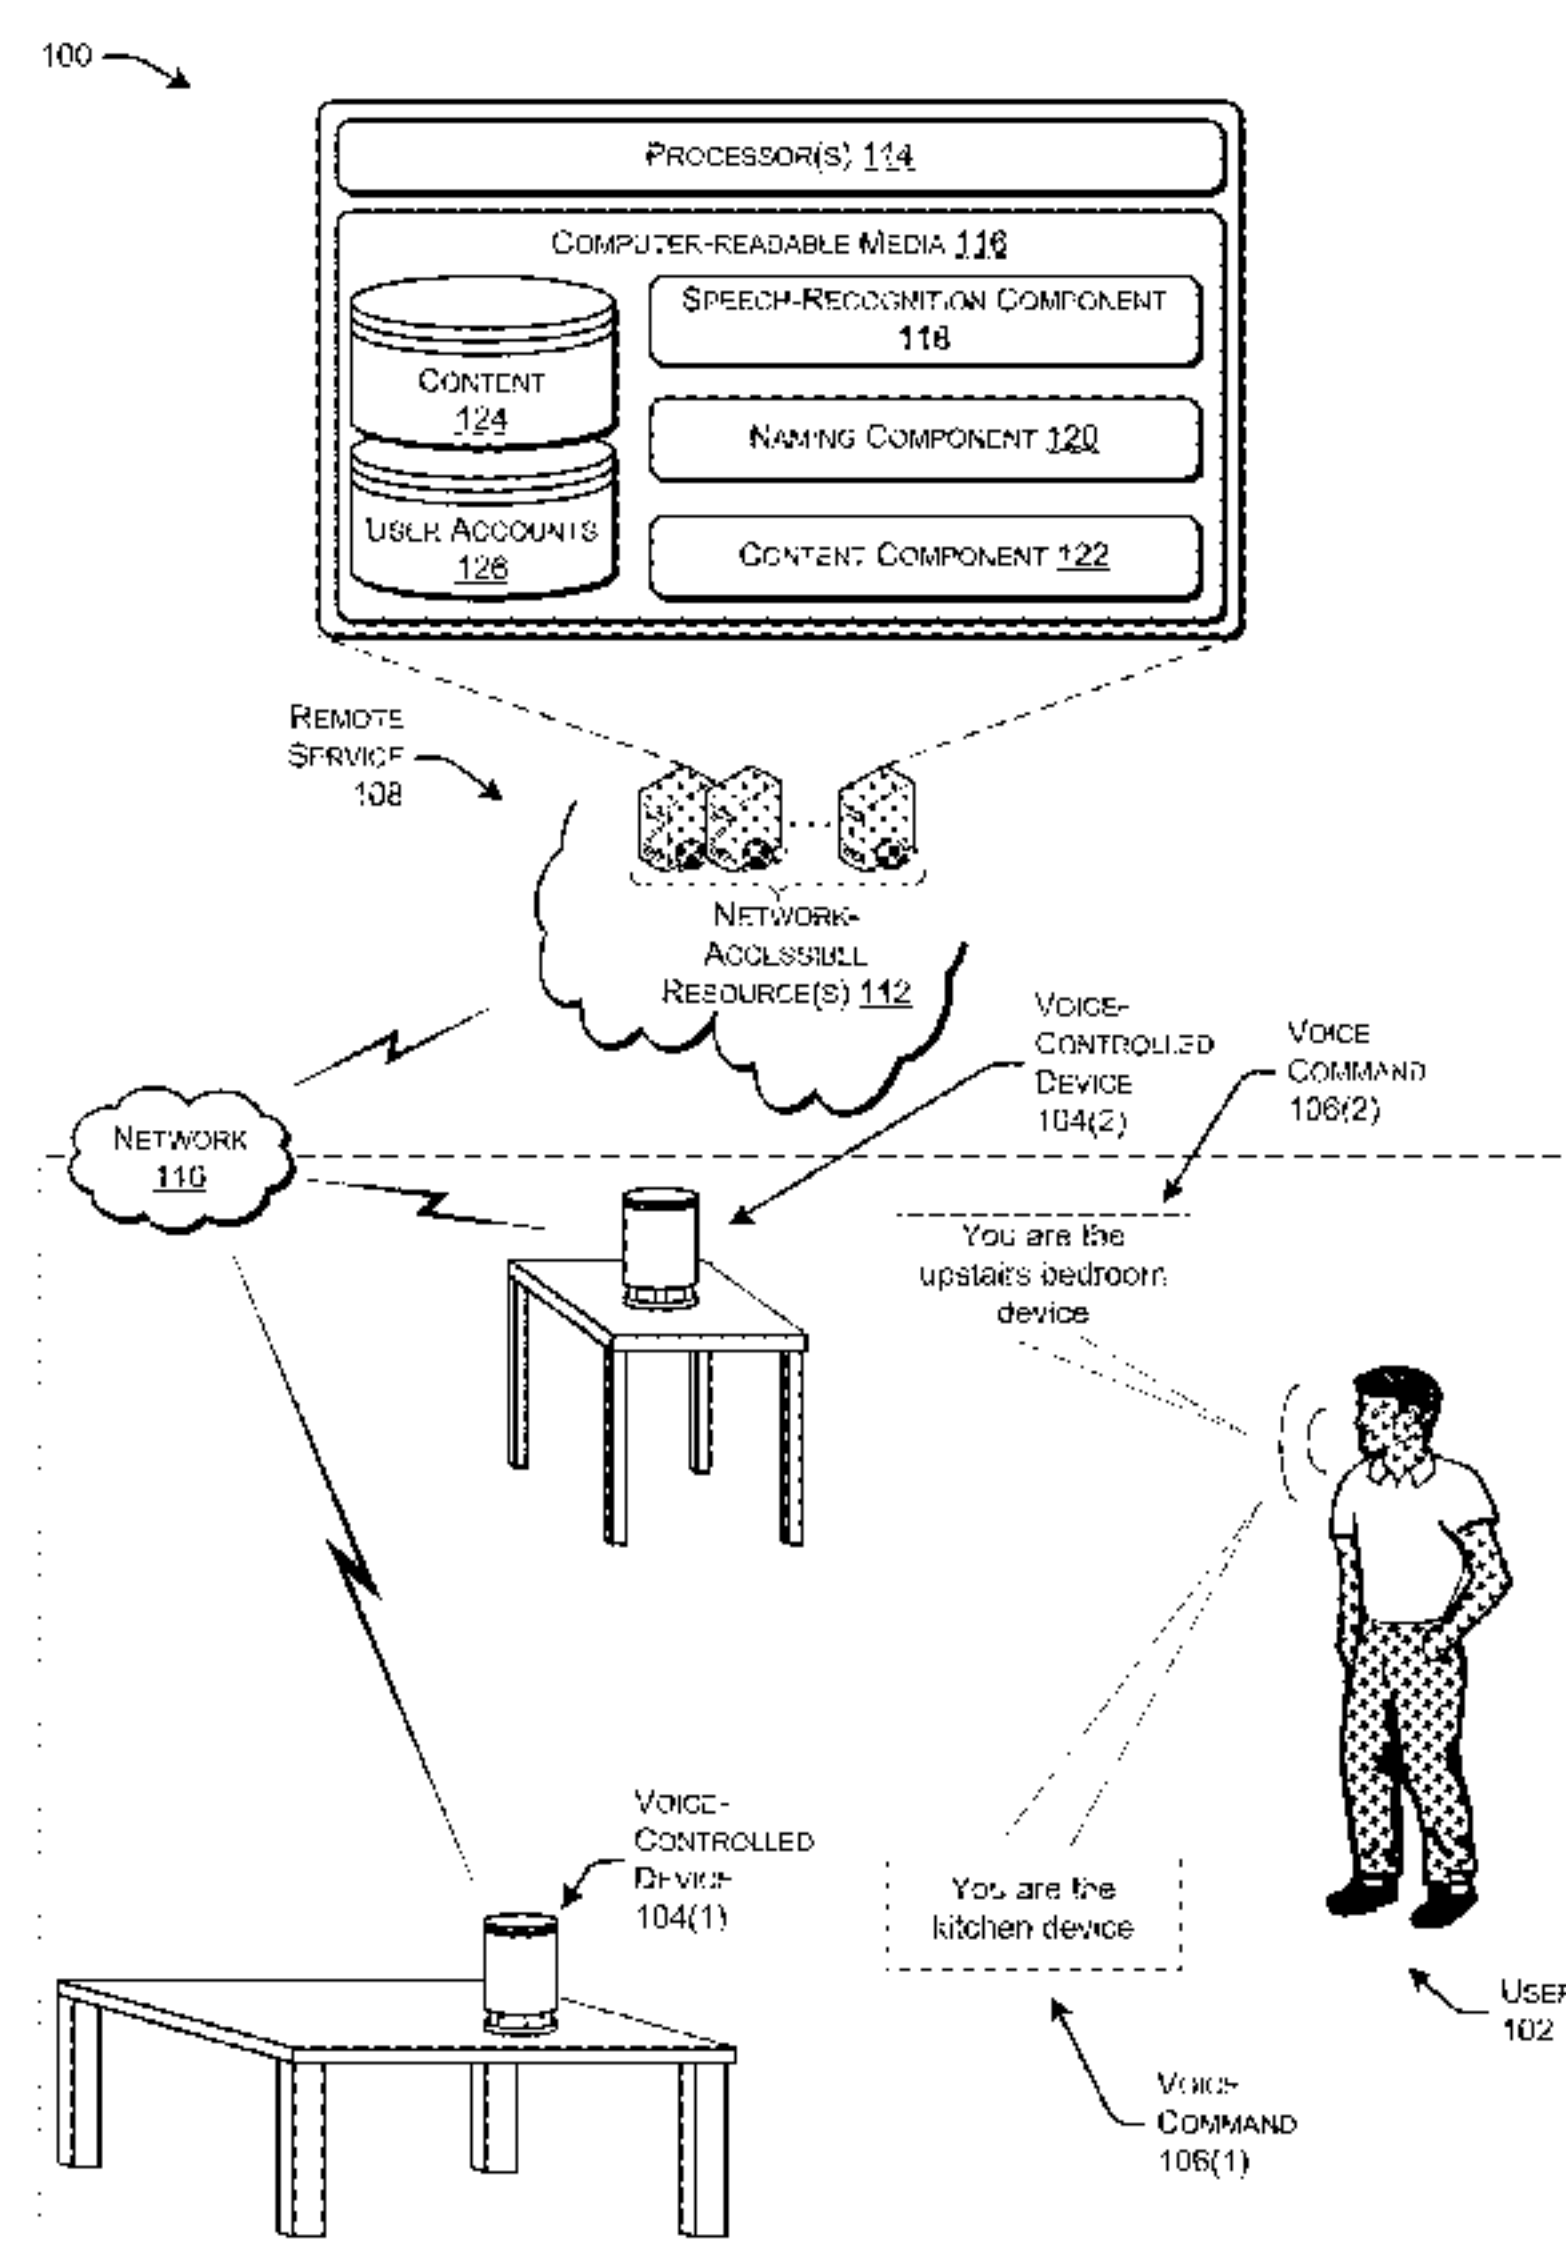 100
PROCESSOR(S) 114
COMPUTER-READABLE MEDIA 116
SPEECH-RECOGNITION COMPONENT
118
CONTENT
124
NAMING COMPONENT 120
USER ACCOUNTS
126
CONTENT COMPONENT 122
REMOTE
SERVICE
108
NETWORK-
ACCESSIBLE
RESOURCE(S) 112
VOICE-
CONTROLLED
DEVICE
104(2)
VOICE
COMMAND
106(2)
NETWORK
110
You are the
upstairs bedroom
device
VOICE-
CONTROLLED
DEVICE
104(1)
You are the
kitchen device
USER
102
VOICE
COMMAND
106(1)